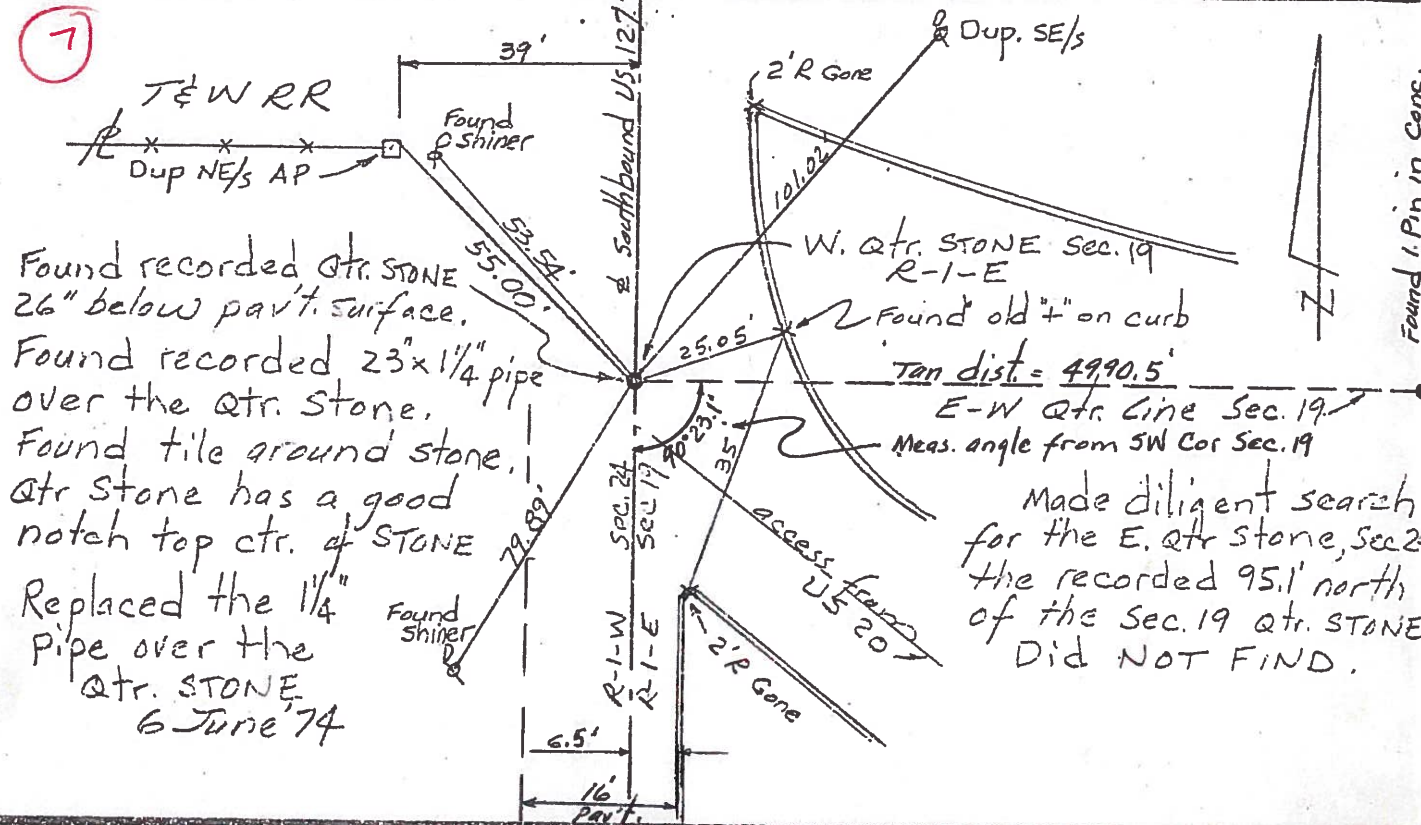 7
39'
T & W RR
Found
Shiner
Dup NE/s AP
℄ Southbound US 127
Dup. SE/s
2'R Gone
101.02'
53.54'
55.00'
W. Qtr. STONE Sec. 19
R-1-E
Found old "+" on curb
25.05'
Tan dist. = 4990.5'
E-W Qtr. Line Sec. 19
Meas. angle from SW Cor Sec. 19
90°23.1'
35'
Found recorded Qtr. STONE
26" below pav't. surface.
Found recorded 23"x 1¼" pipe
over the Qtr. Stone.
Found tile around stone.
Qtr Stone has a good
notch top ctr. of STONE
Replaced the 1¼"
pipe over the
Qtr. STONE
6 June '74
79.89'
Found
Shiner
Sec. 24
Sec 19
R-1-W
R-1-E
access from
US 20
2'R Gone
Made diligent search
for the E. Qtr Stone, Sec 2
the recorded 95.1' north
of the Sec. 19 Qtr. STONE
Did NOT FIND.
6.5'
16'
Pav't.
N
Found 1. Pin in Conc.